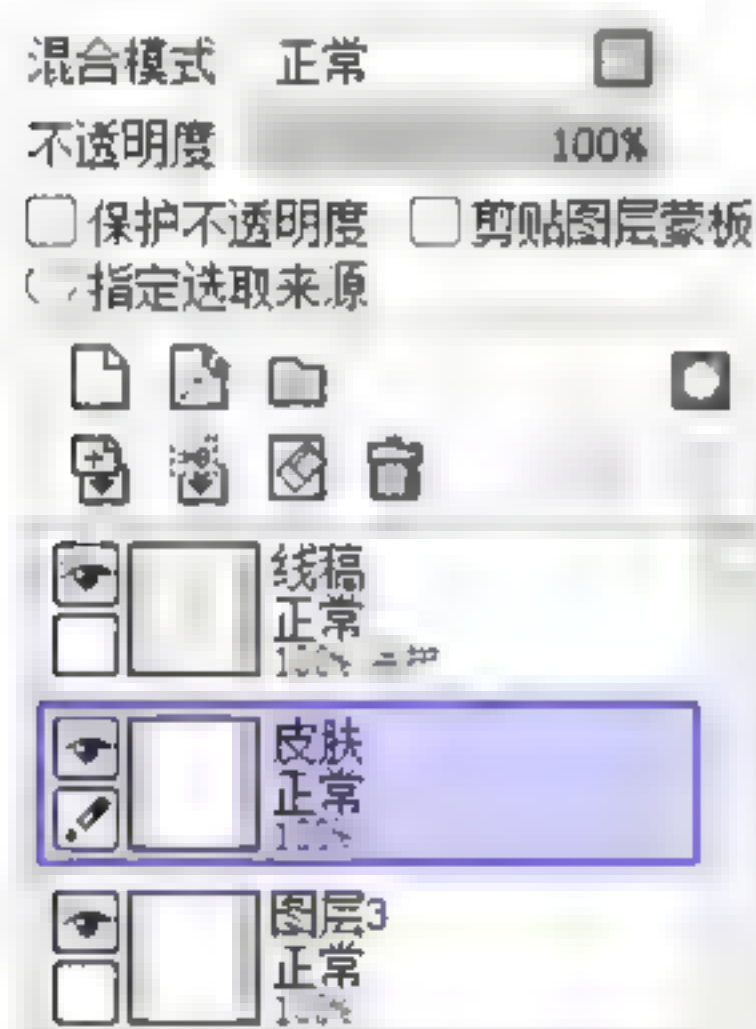 混合模式 正常
不透明度 100%
保护不透明度 剪贴图层蒙板
指定选取来源
线稿
正常
皮肤
正常
100%
图层3
正常
100%